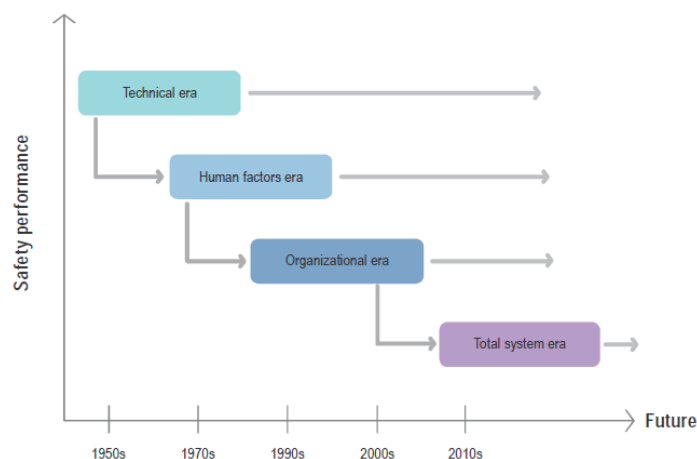 Technical era
Human factors era
Safety performance
Organizational era
Total system era
Future
1950s 1970s 1990s 2000s 2010s